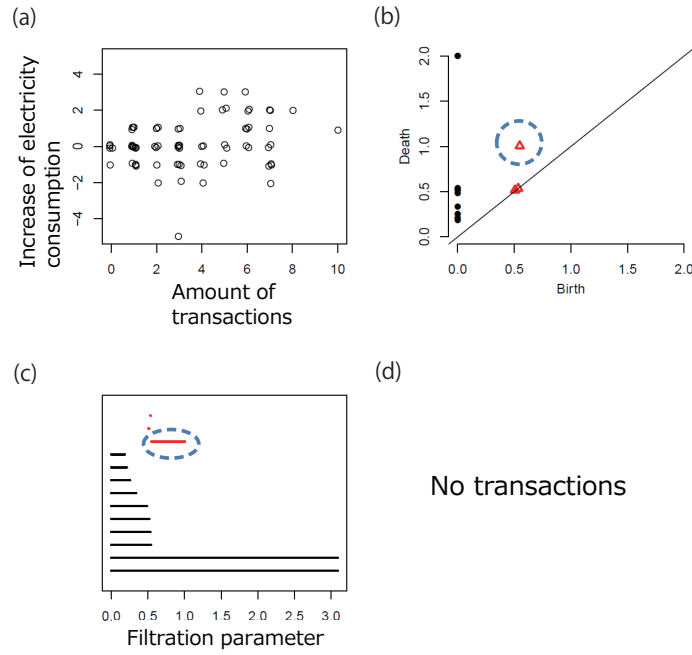 (a)
Increase of electricity
consumption
4
2
0
-2
-4
0 2 4 6 8 10
Amount of
transactions
(b)
Death
2.0
1.5
1.0
0.5
0.0
0.0 0.5 1.0 1.5 2.0
Birth
(c)
0.0 0.5 1.0 1.5 2.0 2.5 3.0
Filtration parameter
(d)
No transactions